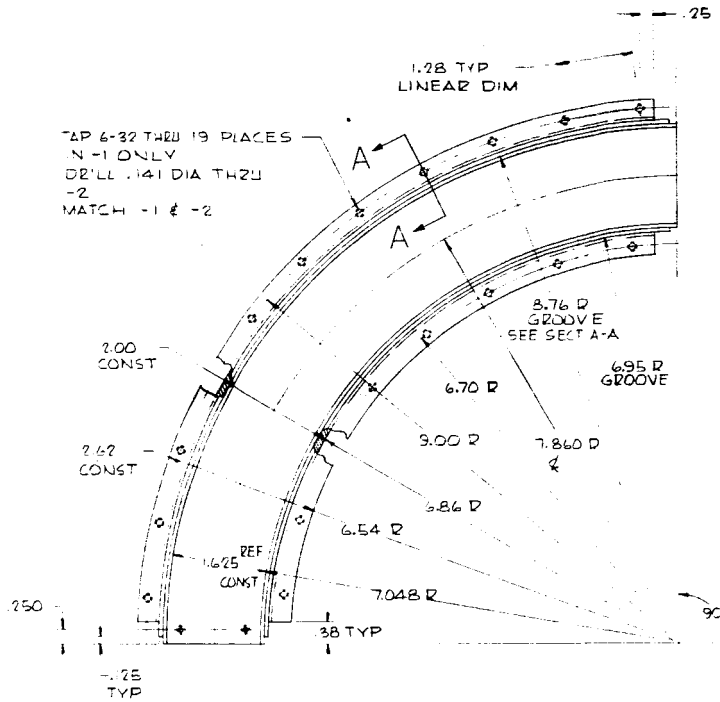 .25
1.28 TYP
LINEAR DIM
TAP 6-32 THRU 19 PLACES
IN -1 ONLY
DRILL .141 DIA THRU
-2
MATCH -1 & -2
A
A
8.76 R
GROOVE
SEE SECT A-A
6.95 R
GROOVE
2.00
CONST
6.70 R
9.00 R
7.860 R
℄
2.62
CONST
6.86 R
6.54 R
1.625 REF
CONST
7.048 R
.250
.38 TYP
90
.125
TYP